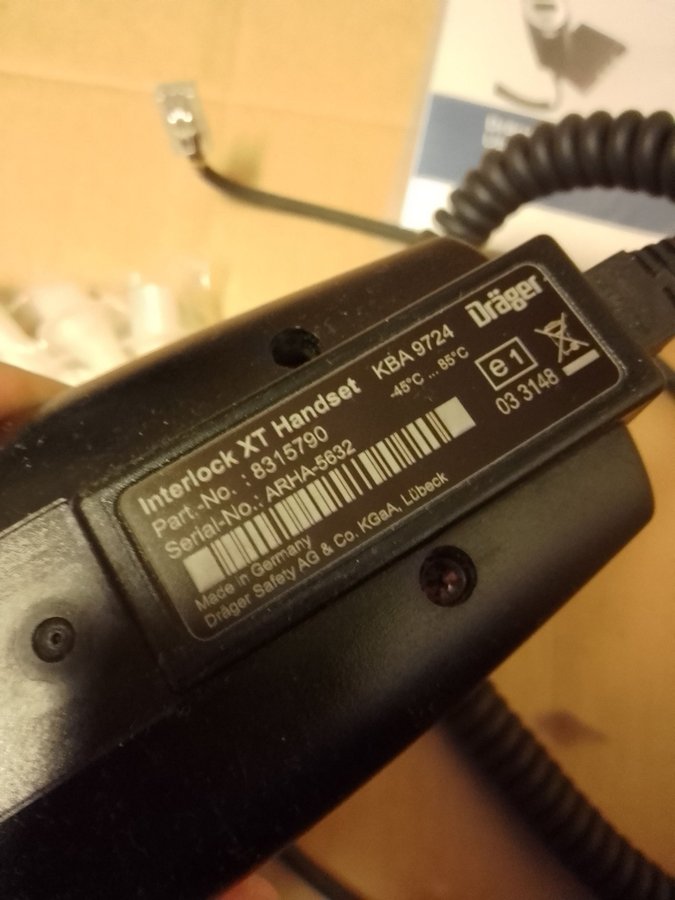 Dräger
Interlock XT Handset KBA 9724
Part.-No. : 8315790 -45°C ... 85°C
Serial-No.: ARHA-5632
e1
03 3148
Made in Germany
Dräger Safety AG & Co. KGaA, Lübeck